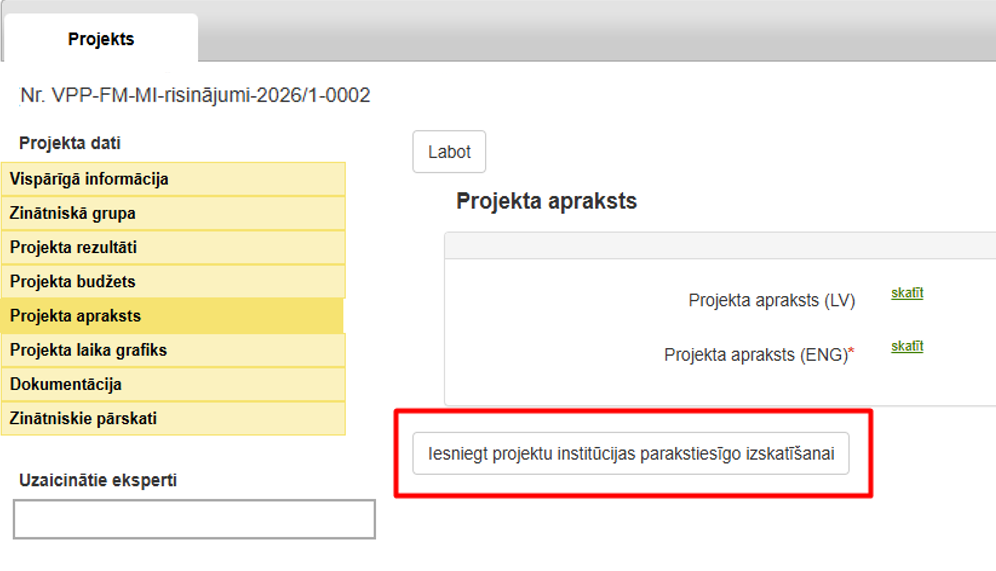 Projekts
Nr. VPP-FM-MI-risinājumi-2026/1-0002
Projekta dati
Vispārīgā informācija
Zinātniskā grupa
Projekta rezultāti
Projekta budžets
Projekta apraksts
Projekta laika grafiks
Dokumentācija
Zinātniskie pārskati
Uzaicinātie eksperti
Labot
Projekta apraksts
Projekta apraksts (LV) skatīt
Projekta apraksts (ENG)* skatīt
Iesniegt projektu institūcijas parakstiesīgo izskatīšanai